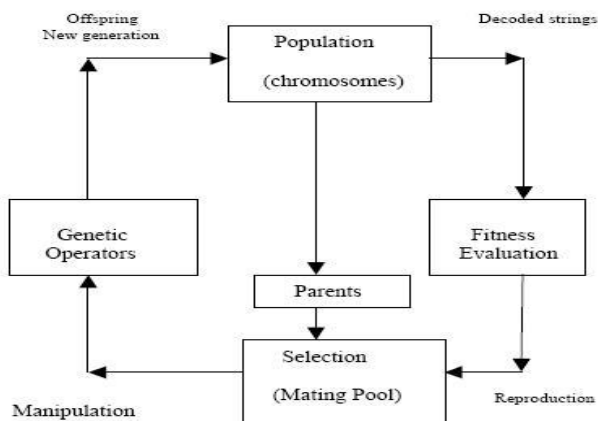 Offspring
New generation
Decoded strings
Population
(chromosomes)
Genetic
Operators
Fitness
Evaluation
Parents
Selection
(Mating Pool)
Manipulation
Reproduction